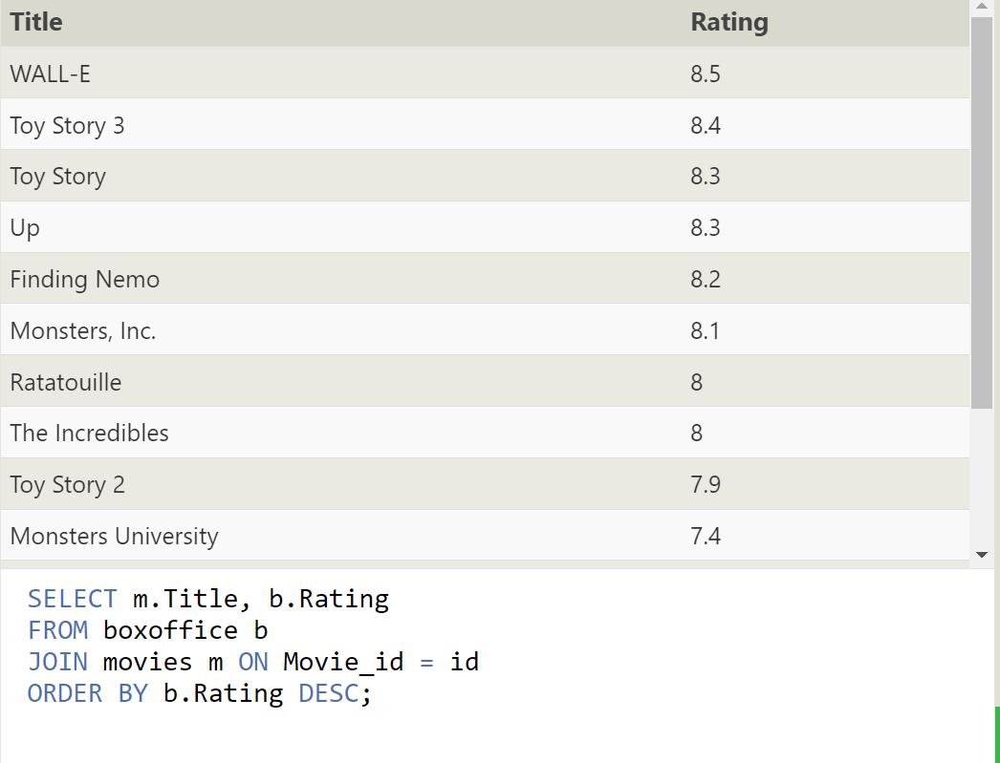 Title Rating
WALL-E 8.5
Toy Story 3 8.4
Toy Story 8.3
Up 8.3
Finding Nemo 8.2
Monsters, Inc. 8.1
Ratatouille 8
The Incredibles 8
Toy Story 2 7.9
Monsters University 7.4
SELECT m.Title, b.Rating
FROM boxoffice b
JOIN movies m ON Movie_id = id
ORDER BY b.Rating DESC;